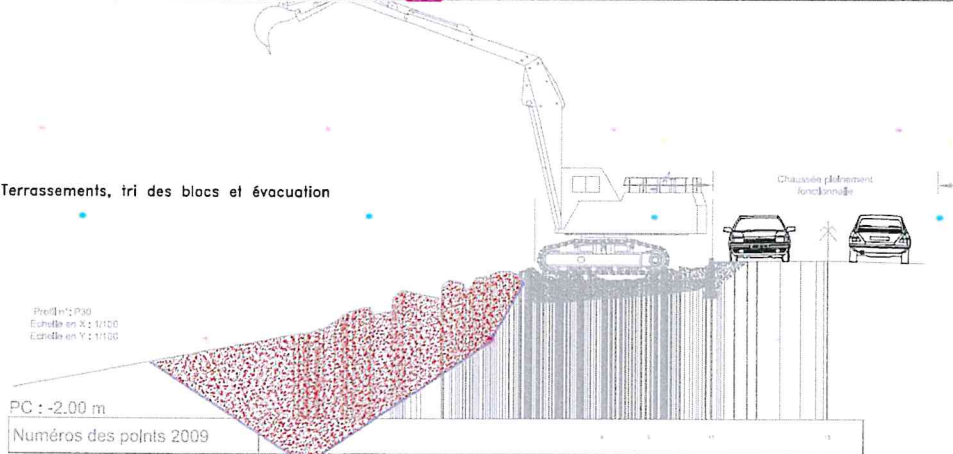 Terrassements, tri des blocs et évacuation
Chaussée pleinement
fonctionnelle
Profil n°: P30
Echelle en X : 1/100
Echelle en Y : 1/100
PC : -2.00 m
Numéros des points 2009